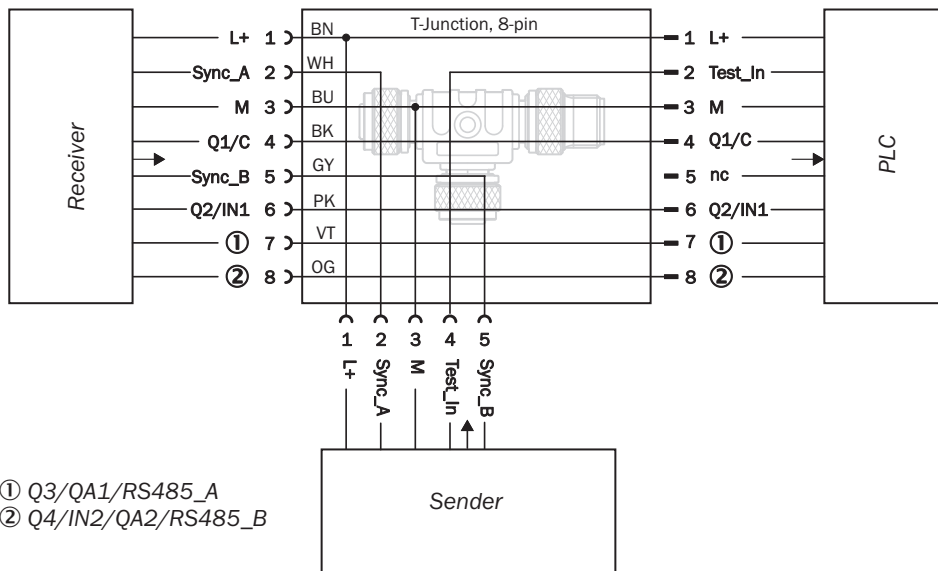 T-Junction, 8-pin
L+ 1 BN 1 L+
Sync_A 2 WH 2 Test_In
M 3 BU 3 M
Q1/C 4 BK 4 Q1/C
Sync_B 5 GY 5 nc
Q2/IN1 6 PK 6 Q2/IN1
① 7 VT 7 ①
② 8 OG 8 ②
Receiver
PLC
1 2 3 4 5
L+
Sync_A
M
Test_In
Sync_B
Sender
① Q3/QA1/RS485_A
② Q4/IN2/QA2/RS485_B